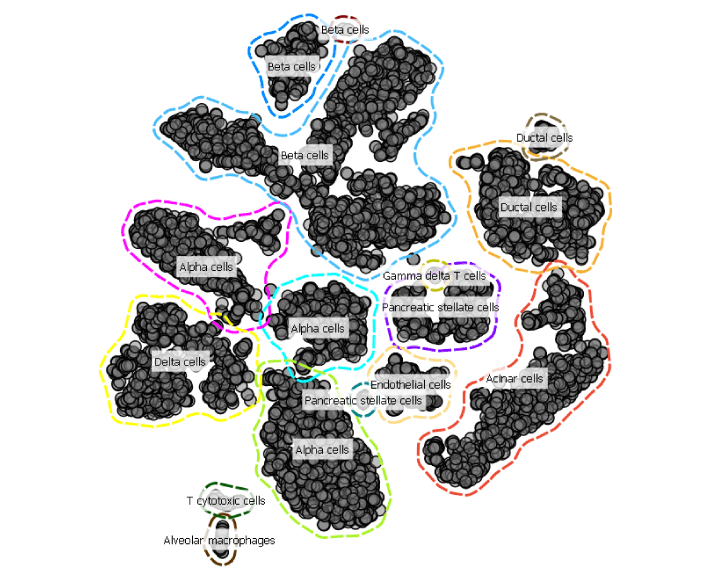 Beta cells
Beta cells
Ductal cells
Beta cells
Ductal cells
Alpha cells
Gamma delta T cells
Pancreatic stellate cells
Alpha cells
Delta cells
Endothelial cells
Acinar cells
Pancreatic stellate cells
Alpha cells
T cytotoxic cells
Alveolar macrophages